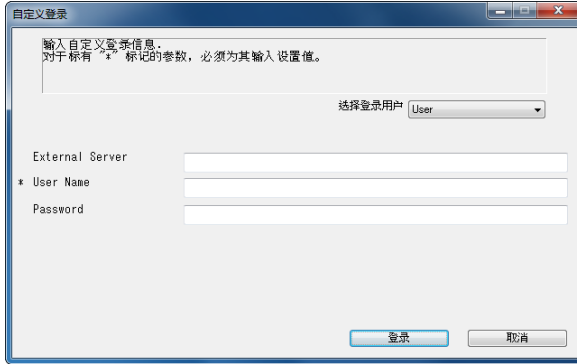 自定义登录
输入自定义登录信息.
对于标有 "*" 标记的参数, 必须为其输入设置值。
选择登录用户 User
External Server
* User Name
Password
登录 取消